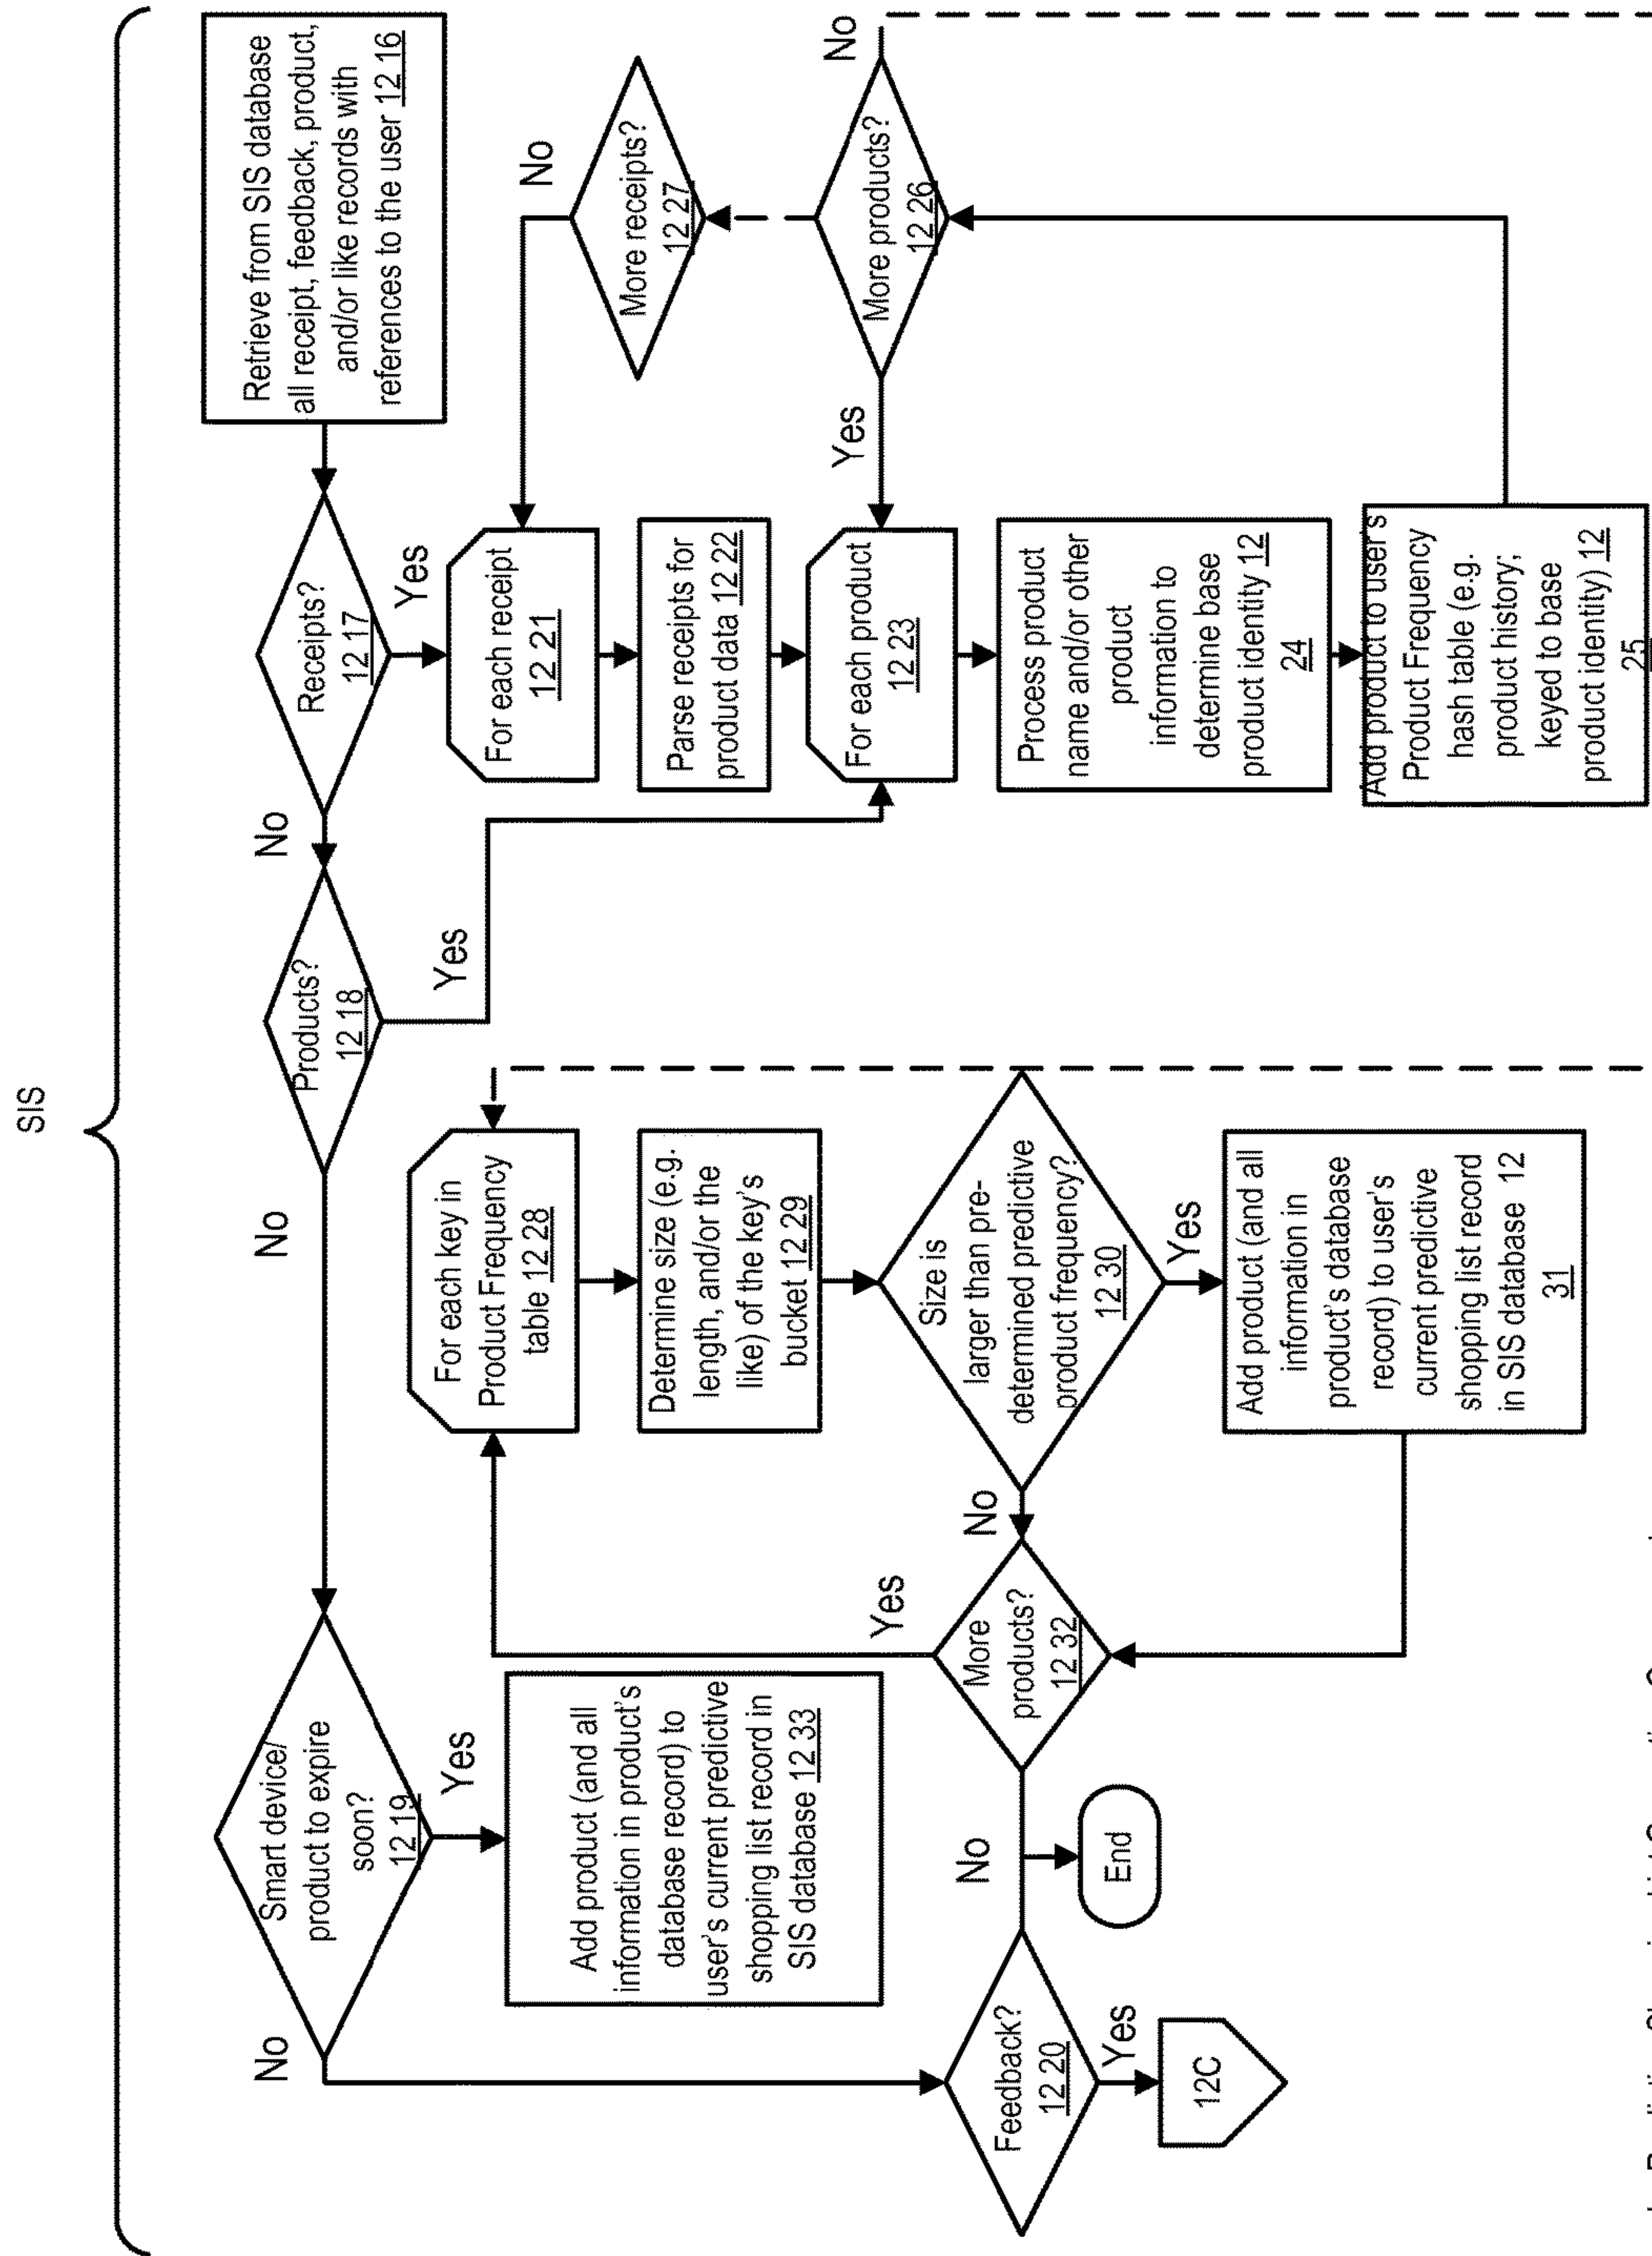 SIS
Retrieve from SIS database
all receipt, feedback, product,
and/or like records with
references to the user 12 16
Receipts?
12 17
No
Yes
Products?
12 18
No
Yes
Smart device/
product to expire
soon?
12 19
No
Yes
For each receipt
12 21
Parse receipts for
product data 12 22
For each product
12 23
Process product
name and/or other
product
information to
determine base
product identity 12
24
Add product to user's
Product Frequency
hash table (e.g.
product history;
keyed to base
product identity) 12
25
More products?
12 26
Yes
No
More receipts?
12 27
No
For each key in
Product Frequency
table 12 28
Determine size (e.g.
length, and/or the
like) of the key's
bucket 12 29
Size is
larger than pre-
determined predictive
product frequency?
12 30
No
Yes
Add product (and all
information in
product's database
record) to user's
current predictive
shopping list record
in SIS database 12
31
More
products?
12 32
Yes
No
Add product (and all
information in product's
database record) to
user's current predictive
shopping list record in
SIS database 12 33
End
Feedback?
12 20
Yes
12C